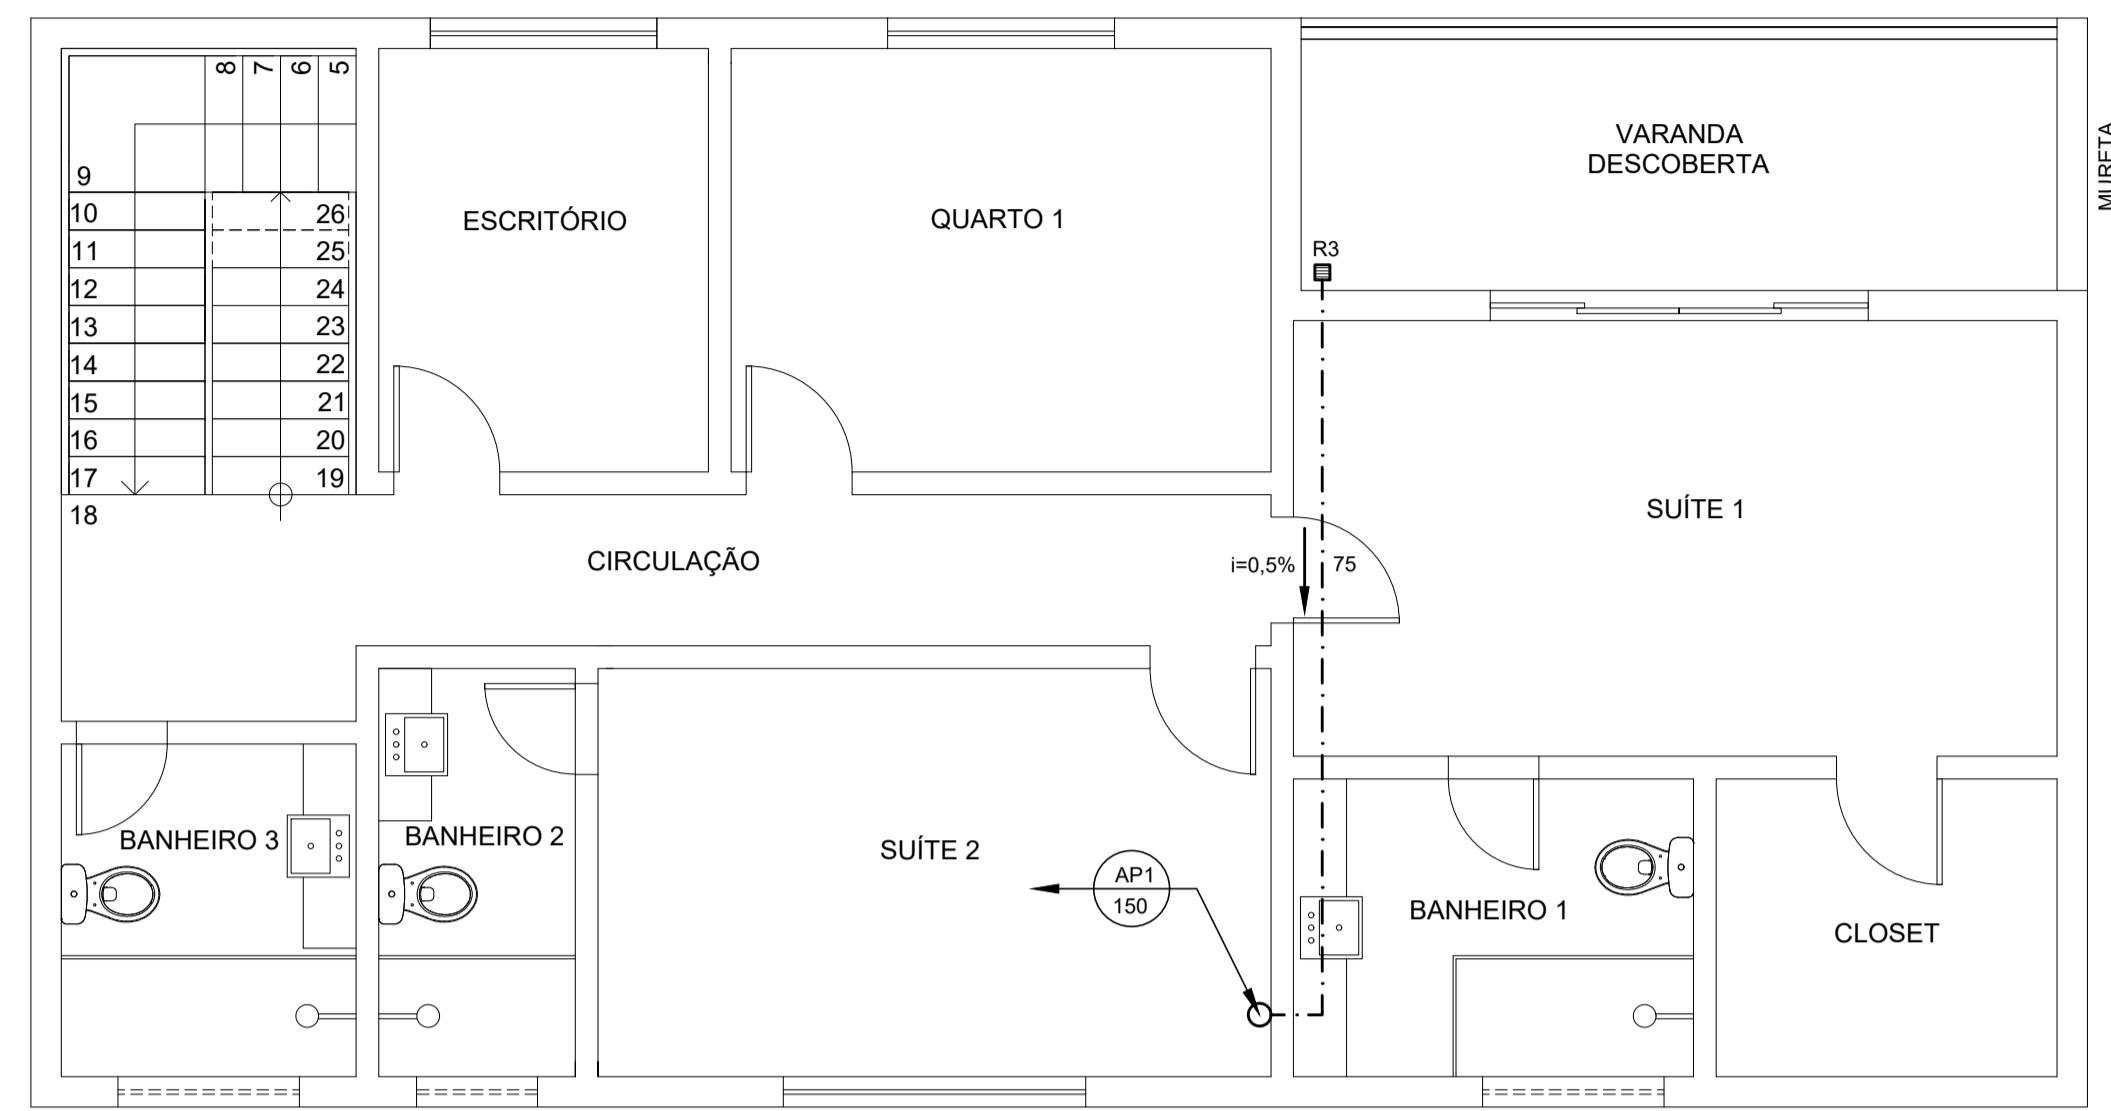 8
7
6
5
9
10
11
12
13
14
15
16
17
18
26
25
24
23
22
21
20
19
ESCRITÓRIO
QUARTO 1
VARANDA
DESCOBERTA
MURETA
R3
SUÍTE 1
CIRCULAÇÃO
i=0,5%
75
BANHEIRO 3
BANHEIRO 2
SUÍTE 2
AP1
150
BANHEIRO 1
CLOSET